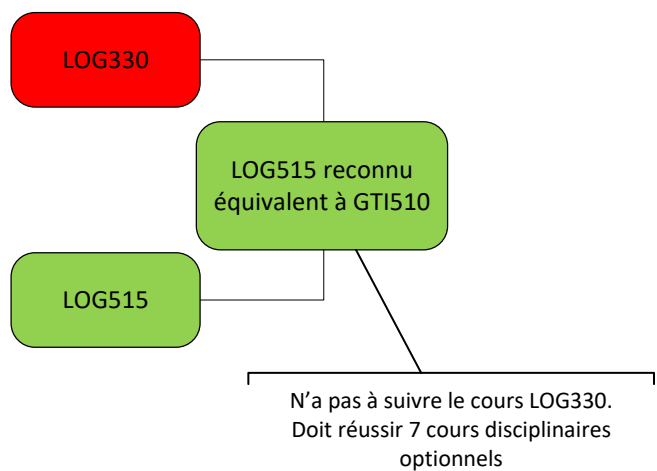 LOG330
LOG515 reconnu
équivalent à GTI510
LOG515
N'a pas à suivre le cours LOG330.
Doit réussir 7 cours disciplinaires
optionnels